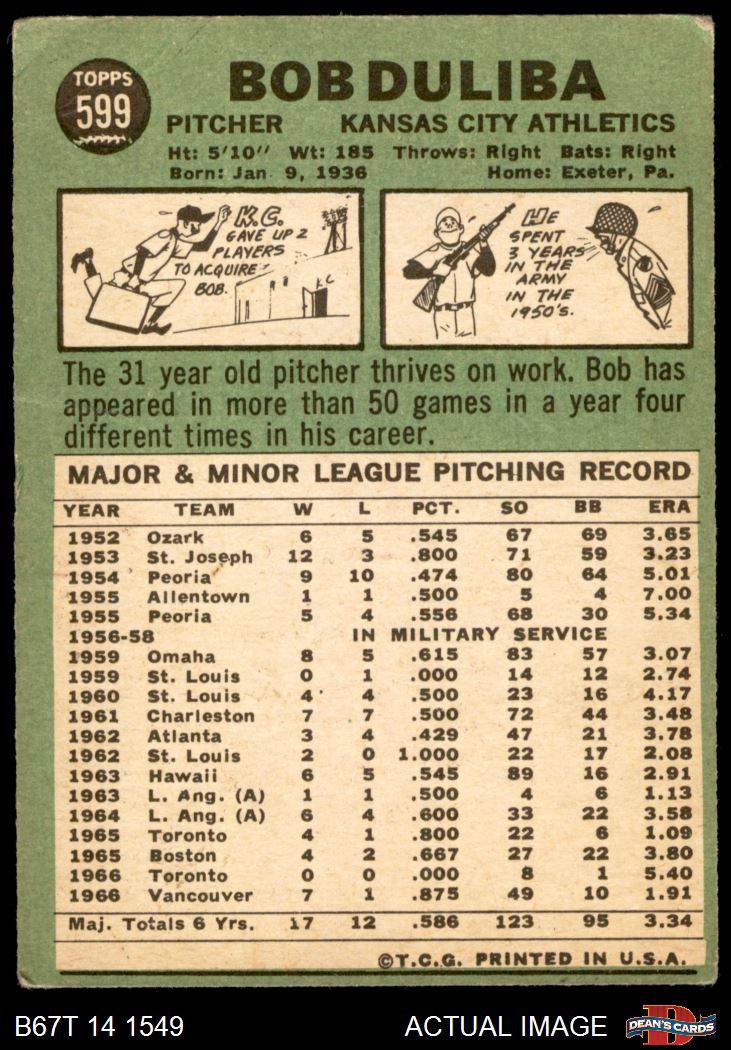 TOPPS
599
BOB DULIBA
PITCHER KANSAS CITY ATHLETICS
Ht: 5'10" Wt: 185 Throws: Right Bats: Right
Born: Jan 9, 1936 Home: Exeter, Pa.
K.C.
GAVE UP 2
PLAYERS
TO ACQUIRE
BOB.
KC
HE
SPENT
3 YEARS
IN THE
ARMY
IN THE
1950'S.
The 31 year old pitcher thrives on work. Bob has
appeared in more than 50 games in a year four
different times in his career.
MAJOR & MINOR LEAGUE PITCHING RECORD
YEAR TEAM W L PCT. SO BB ERA
1952 Ozark 6 5 .545 67 69 3.65
1953 St. Joseph 12 3 .800 71 59 3.23
1954 Peoria 9 10 .474 80 64 5.01
1955 Allentown 1 1 .500 5 4 7.00
1955 Peoria 5 4 .556 68 30 5.34
1956-58 IN MILITARY SERVICE
1959 Omaha 8 5 .615 83 57 3.07
1959 St. Louis 0 1 .000 14 12 2.74
1960 St. Louis 4 4 .500 23 16 4.17
1961 Charleston 7 7 .500 72 44 3.48
1962 Atlanta 3 4 .429 47 21 3.78
1962 St. Louis 2 0 1.000 22 17 2.08
1963 Hawaii 6 5 .545 89 16 2.91
1963 L. Ang. (A) 1 1 .500 4 6 1.13
1964 L. Ang. (A) 6 4 .600 33 22 3.58
1965 Toronto 4 1 .800 22 6 1.09
1965 Boston 4 2 .667 27 22 3.80
1966 Toronto 0 0 .000 8 1 5.40
1966 Vancouver 7 1 .875 49 10 1.91
Maj. Totals 6 Yrs. 17 12 .586 123 95 3.34
©T.C.G. PRINTED IN U.S.A.
B67T 14 1549 ACTUAL IMAGE
D
DEAN'S CARDS